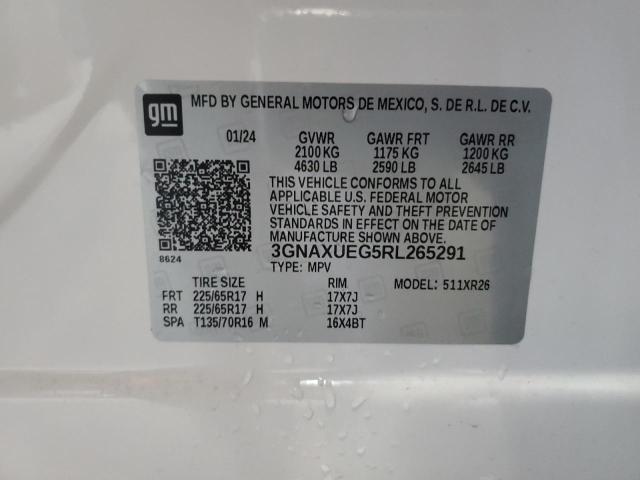 gm
MFD BY GENERAL MOTORS DE MEXICO, S. DE R.L. DE C.V.
01/24 GVWR GAWR FRT GAWR RR
2100 KG 1175 KG 1200 KG
4630 LB 2590 LB 2645 LB
THIS VEHICLE CONFORMS TO ALL
APPLICABLE U.S. FEDERAL MOTOR
VEHICLE SAFETY AND THEFT PREVENTION
STANDARDS IN EFFECT ON THE DATE OF
MANUFACTURE SHOWN ABOVE.
8624
3GNAXUEG5RL265291
TYPE: MPV
TIRE SIZE RIM MODEL: 511XR26
FRT 225/65R17 H 17X7J
RR 225/65R17 H 17X7J
SPA T135/70R16 M 16X4BT